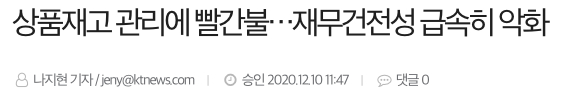 상품재고 관리에 빨간불…재무건전성 급속히 악화
나지현 기자 / jeny@ktnews.com | 승인 2020.12.10 11:47 | 댓글 0